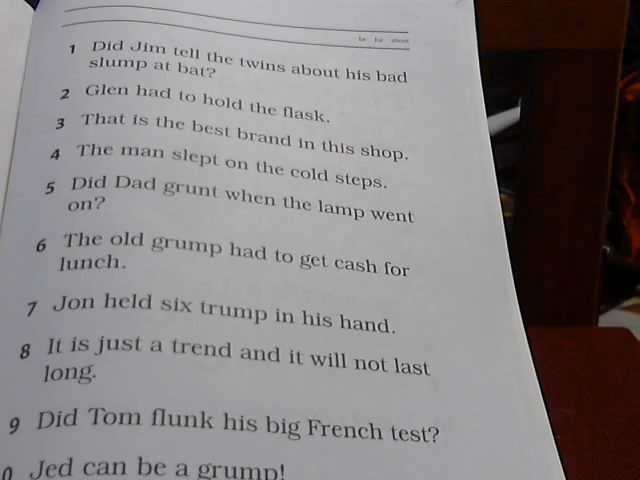 be for about
1 Did Jim tell the twins about his bad
slump at bat?
2 Glen had to hold the flask.
3 That is the best brand in this shop.
4 The man slept on the cold steps.
5 Did Dad grunt when the lamp went
on?
6 The old grump had to get cash for
lunch.
7 Jon held six trump in his hand.
8 It is just a trend and it will not last
long.
9 Did Tom flunk his big French test?
0 Jed can be a grump!